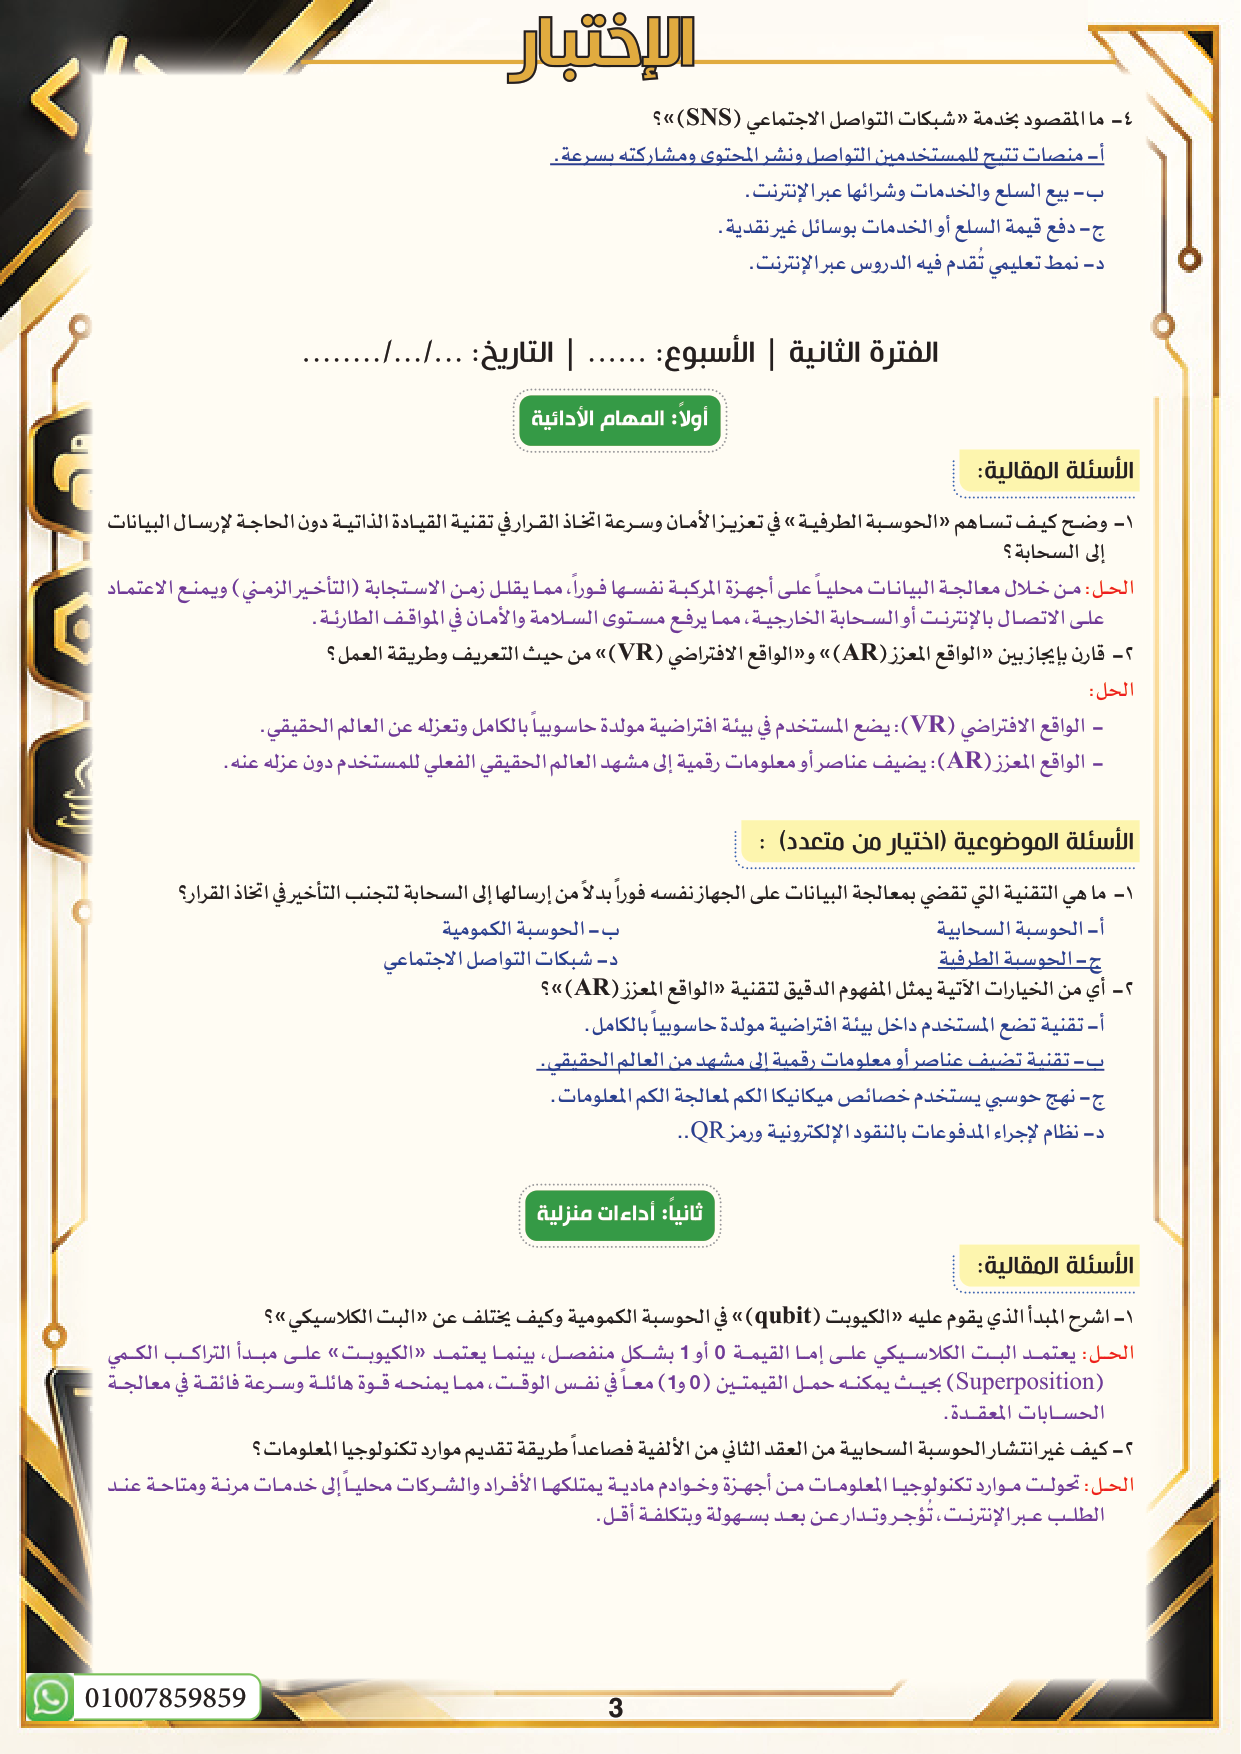 الإختبار
٤- ما المقصود بخدمة «شبكات التواصل الاجتماعي (SNS)»؟
أ- منصات تتيح للمستخدمين التواصل ونشر المحتوى ومشاركته بسرعة.
ب- بيع السلع والخدمات وشرائها عبر الإنترنت.
ج- دفع قيمة السلع أو الخدمات بوسائل غير نقدية.
د- نمط تعليمي تُقدم فيه الدروس عبر الإنترنت.
الفترة الثانية | الأسبوع: ...... | التاريخ: .../.../........
أولاً: المهام الأدائية
الأسئلة المقالية:
١- وضح كيف تساهم «الحوسبة الطرفية» في تعزيز الأمان وسرعة اتخاذ القرار في تقنية القيادة الذاتية دون الحاجة لإرسال البيانات
إلى السحابة؟
الحل: من خلال معالجة البيانات محلياً على أجهزة المركبة نفسها فوراً، مما يقلل زمن الاستجابة (التأخير الزمني) ويمنع الاعتماد
على الاتصال بالإنترنت أو السحابة الخارجية، مما يرفع مستوى السلامة والأمان في المواقف الطارئة.
٢- قارن بإيجاز بين «الواقع المعزز (AR)» و«الواقع الافتراضي (VR)» من حيث التعريف وطريقة العمل؟
الحل:
- الواقع الافتراضي (VR): يضع المستخدم في بيئة افتراضية مولدة حاسوبياً بالكامل وتعزله عن العالم الحقيقي.
- الواقع المعزز (AR): يضيف عناصر أو معلومات رقمية إلى مشهد العالم الحقيقي الفعلي للمستخدم دون عزله عنه.
الأسئلة الموضوعية (اختيار من متعدد) :
١- ما هي التقنية التي تقضي بمعالجة البيانات على الجهاز نفسه فوراً بدلاً من إرسالها إلى السحابة لتجنب التأخير في اتخاذ القرار؟
أ- الحوسبة السحابية ب- الحوسبة الكمومية
ج- الحوسبة الطرفية د- شبكات التواصل الاجتماعي
٢- أي من الخيارات الآتية يمثل المفهوم الدقيق لتقنية «الواقع المعزز (AR)»؟
أ- تقنية تضع المستخدم داخل بيئة افتراضية مولدة حاسوبياً بالكامل.
ب- تقنية تضيف عناصر أو معلومات رقمية إلى مشهد من العالم الحقيقي.
ج- نهج حوسبي يستخدم خصائص ميكانيكا الكم لمعالجة الكم المعلومات.
د- نظام لإجراء المدفوعات بالنقود الإلكترونية ورمز QR..
ثانياً: أداءات منزلية
الأسئلة المقالية:
١- اشرح المبدأ الذي يقوم عليه «الكيوبت (qubit)» في الحوسبة الكمومية وكيف يختلف عن «البت الكلاسيكي»؟
الحل: يعتمد البت الكلاسيكي على إما القيمة 0 أو 1 بشكل منفصل، بينما يعتمد «الكيوبت» على مبدأ التراكب الكمي
(Superposition) بحيث يمكنه حمل القيمتين (0 و1) معاً في نفس الوقت، مما يمنحه قوة هائلة وسرعة فائقة في معالجة
الحسابات المعقدة.
٢- كيف غير انتشار الحوسبة السحابية من العقد الثاني من الألفية فصاعداً طريقة تقديم موارد تكنولوجيا المعلومات؟
الحل: تحولت موارد تكنولوجيا المعلومات من أجهزة وخوادم مادية يمتلكها الأفراد والشركات محلياً إلى خدمات مرنة ومتاحة عند
الطلب عبر الإنترنت، تُؤجر وتدار عن بعد بسهولة وبتكلفة أقل.
01007859859
3